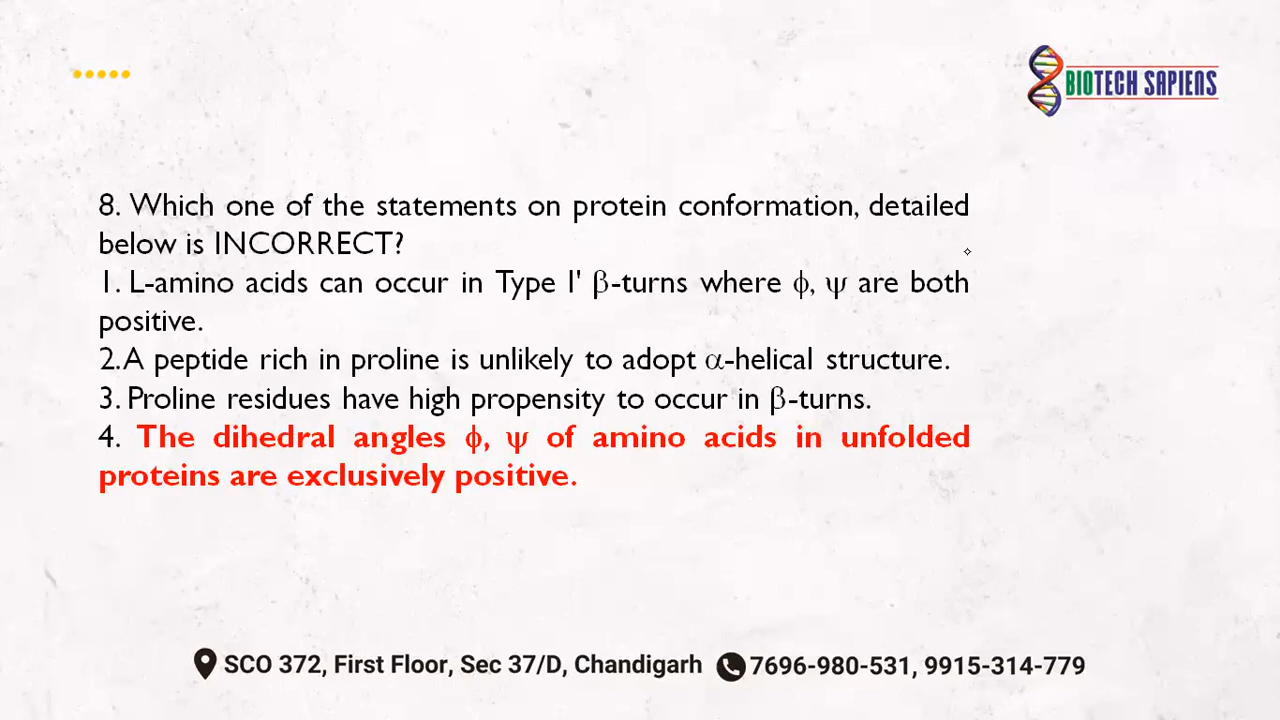 BIOTECH SAPIENS
8. Which one of the statements on protein conformation, detailed
below is INCORRECT?
1. L-amino acids can occur in Type I' β-turns where ϕ, ψ are both
positive.
2. A peptide rich in proline is unlikely to adopt α-helical structure.
3. Proline residues have high propensity to occur in β-turns.
4. The dihedral angles ϕ, ψ of amino acids in unfolded
proteins are exclusively positive.
SCO 372, First Floor, Sec 37/D, Chandigarh 7696-980-531, 9915-314-779